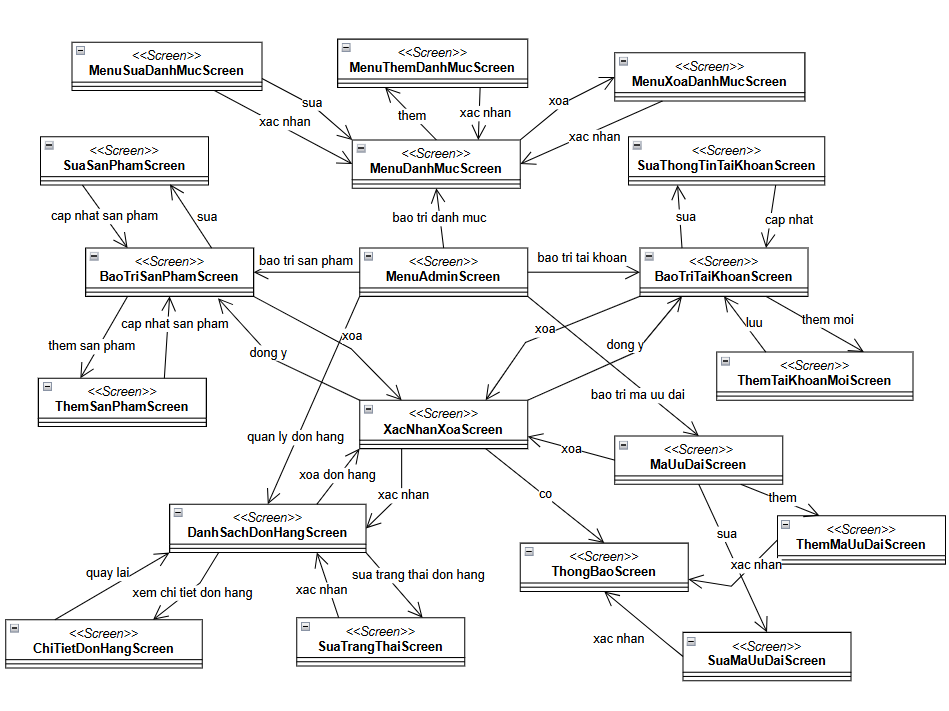 <<Screen>>
MenuSuaDanhMucScreen
<<Screen>>
MenuThemDanhMucScreen
<<Screen>>
MenuXoaDanhMucScreen
sua
xac nhan
them
xac nhan
xoa
xac nhan
<<Screen>>
SuaSanPhamScreen
<<Screen>>
MenuDanhMucScreen
<<Screen>>
SuaThongTinTaiKhoanScreen
cap nhat san pham
sua
bao tri danh muc
sua
cap nhat
<<Screen>>
BaoTriSanPhamScreen
bao tri san pham
<<Screen>>
MenuAdminScreen
bao tri tai khoan
<<Screen>>
BaoTriTaiKhoanScreen
cap nhat san pham
them san pham
xoa
dong y
xoa
dong y
luu
them moi
<<Screen>>
ThemSanPhamScreen
<<Screen>>
ThemTaiKhoanMoiScreen
bao tri ma uu dai
<<Screen>>
XacNhanXoaScreen
quan ly don hang
xoa
<<Screen>>
MaUuDaiScreen
xoa don hang
xac nhan
co
them
<<Screen>>
DanhSachDonHangScreen
sua
<<Screen>>
ThemMaUuDaiScreen
<<Screen>>
ThongBaoScreen
xac nhan
quay lai
xem chi tiet don hang
xac nhan
sua trang thai don hang
<<Screen>>
ChiTietDonHangScreen
<<Screen>>
SuaTrangThaiScreen
xac nhan
<<Screen>>
SuaMaUuDaiScreen